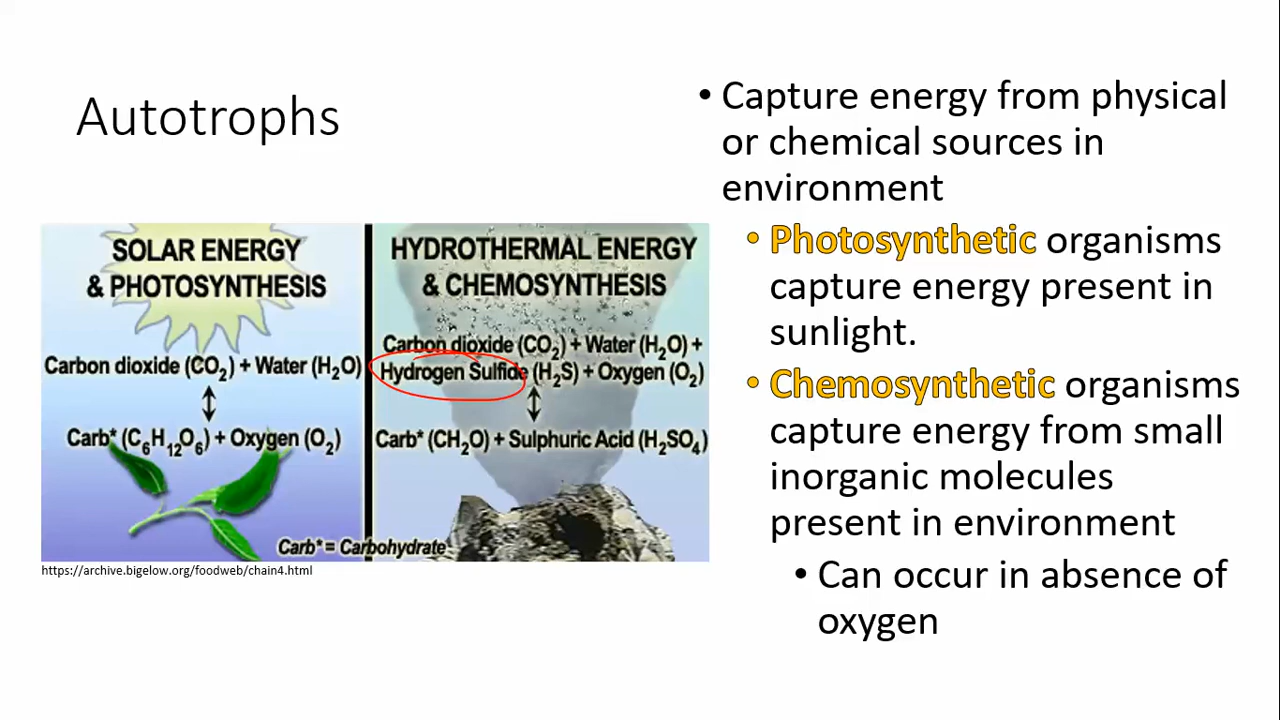 Autotrophs
SOLAR ENERGY
& PHOTOSYNTHESIS
Carbon dioxide (CO₂) + Water (H₂O)
Carb* (C₆H₁₂O₆) + Oxygen (O₂)
HYDROTHERMAL ENERGY
& CHEMOSYNTHESIS
Carbon dioxide (CO₂) + Water (H₂O) +
Hydrogen Sulfide (H₂S) + Oxygen (O₂)
Carb* (CH₂O) + Sulphuric Acid (H₂SO₄)
Carb* = Carbohydrate
https://archive.bigelow.org/foodweb/chain4.html
• Capture energy from physical
or chemical sources in
environment
• Photosynthetic organisms
capture energy present in
sunlight.
• Chemosynthetic organisms
capture energy from small
inorganic molecules
present in environment
• Can occur in absence of
oxygen